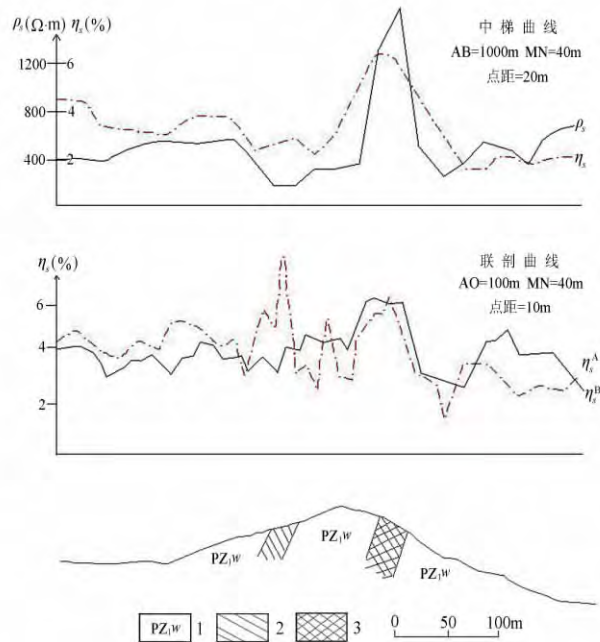 ρₛ(Ω·m) ηₛ(%)
中梯曲线
AB=1000m MN=40m
点距=20m
1200
6
800
4
400
2
ρₛ
ηₛ
ηₛ(%)
联剖曲线
AO=100m MN=40m
点距=10m
6
4
2
ηₛᴬ
ηₛᴮ
PZ₁w
PZ₁w
PZ₁w
PZ₁w 1 2 3 0 50 100m